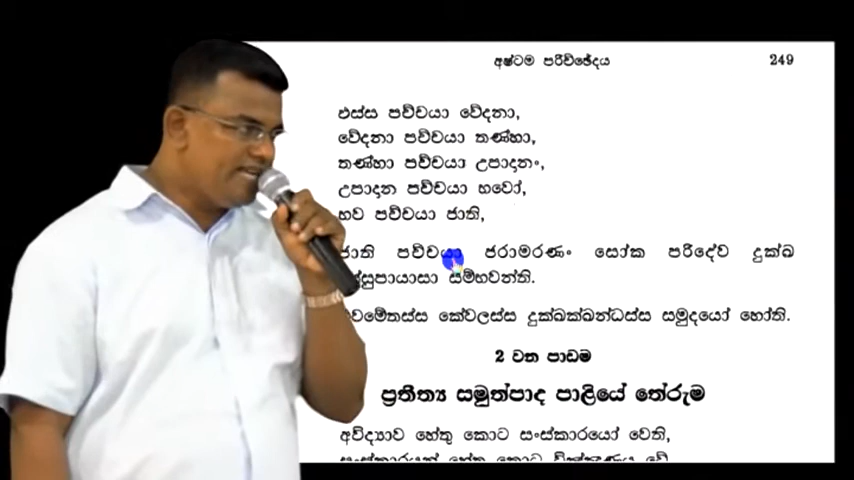 අෂ්ටම පරිච්ඡේදය 249
ඵස්ස පච්චයා වේදනා,
වේදනා පච්චයා තණ්හා,
තණ්හා පච්චයා උපාදානං,
උපාදාන පච්චයා භවෝ,
භව පච්චයා ජාති,
ජාති පච්චයා ජරාමරණං සෝක පරිදේව දුක්ඛ
සම්භවන්ති.
කේවලස්ස දුක්ඛක්ඛන්ධස්ස සමුදයෝ හෝති.
2 වන පාඩම
ප්‍රතීත්‍ය සමුත්පාද පාළියේ තේරුම
අවිද්‍යාව හේතු කොට සංස්කාරයෝ වෙති,